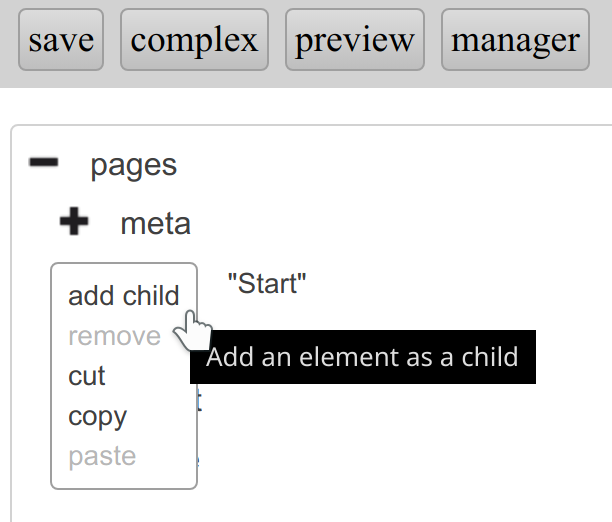 save complex preview manager
pages
meta
"Start"
add child
remove
Add an element as a child
cut
copy
paste